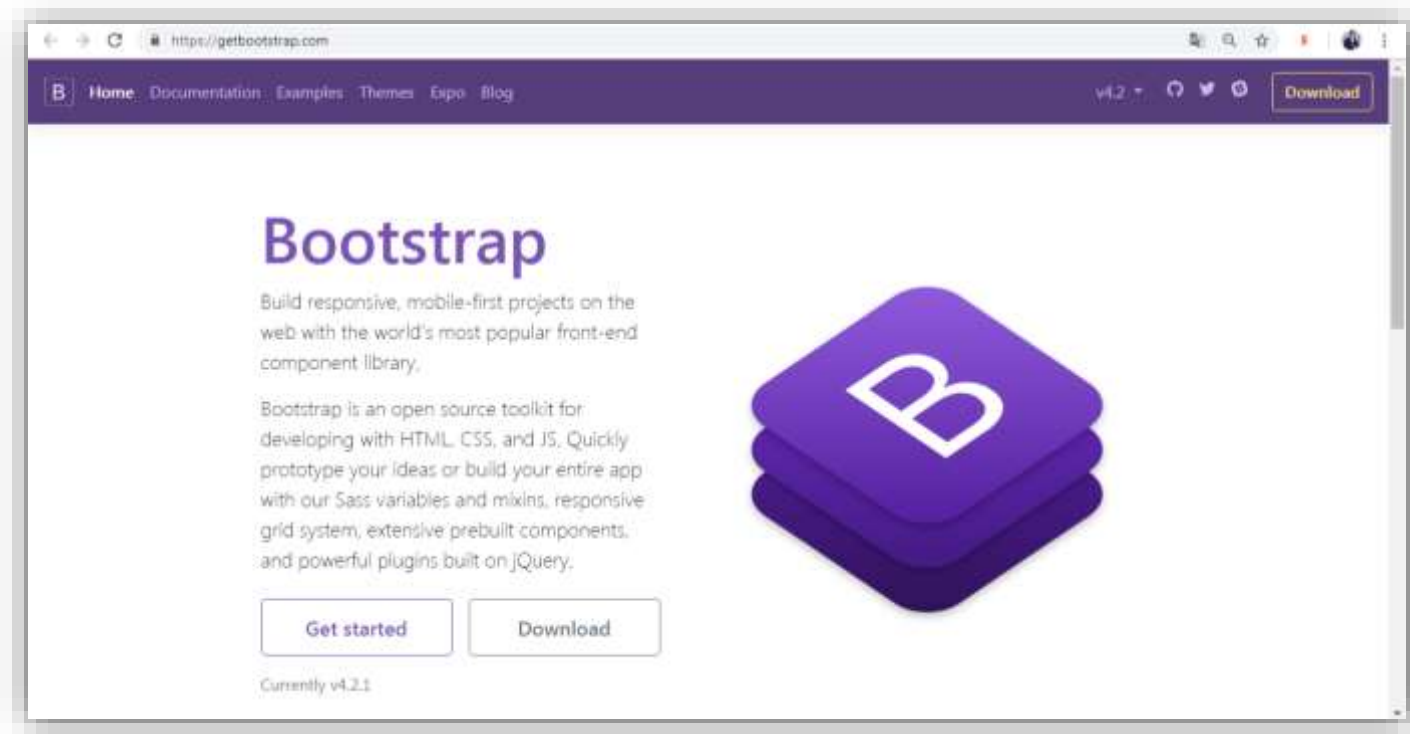 https://getbootstrap.com
B Home Documentation Examples Themes Expo Blog v4.2 Download
Bootstrap
Build responsive, mobile-first projects on the
web with the world's most popular front-end
component library.
Bootstrap is an open source toolkit for
developing with HTML, CSS, and JS. Quickly
prototype your ideas or build your entire app
with our Sass variables and mixins, responsive
grid system, extensive prebuilt components,
and powerful plugins built on jQuery.
B
Get started Download
Currently v4.2.1